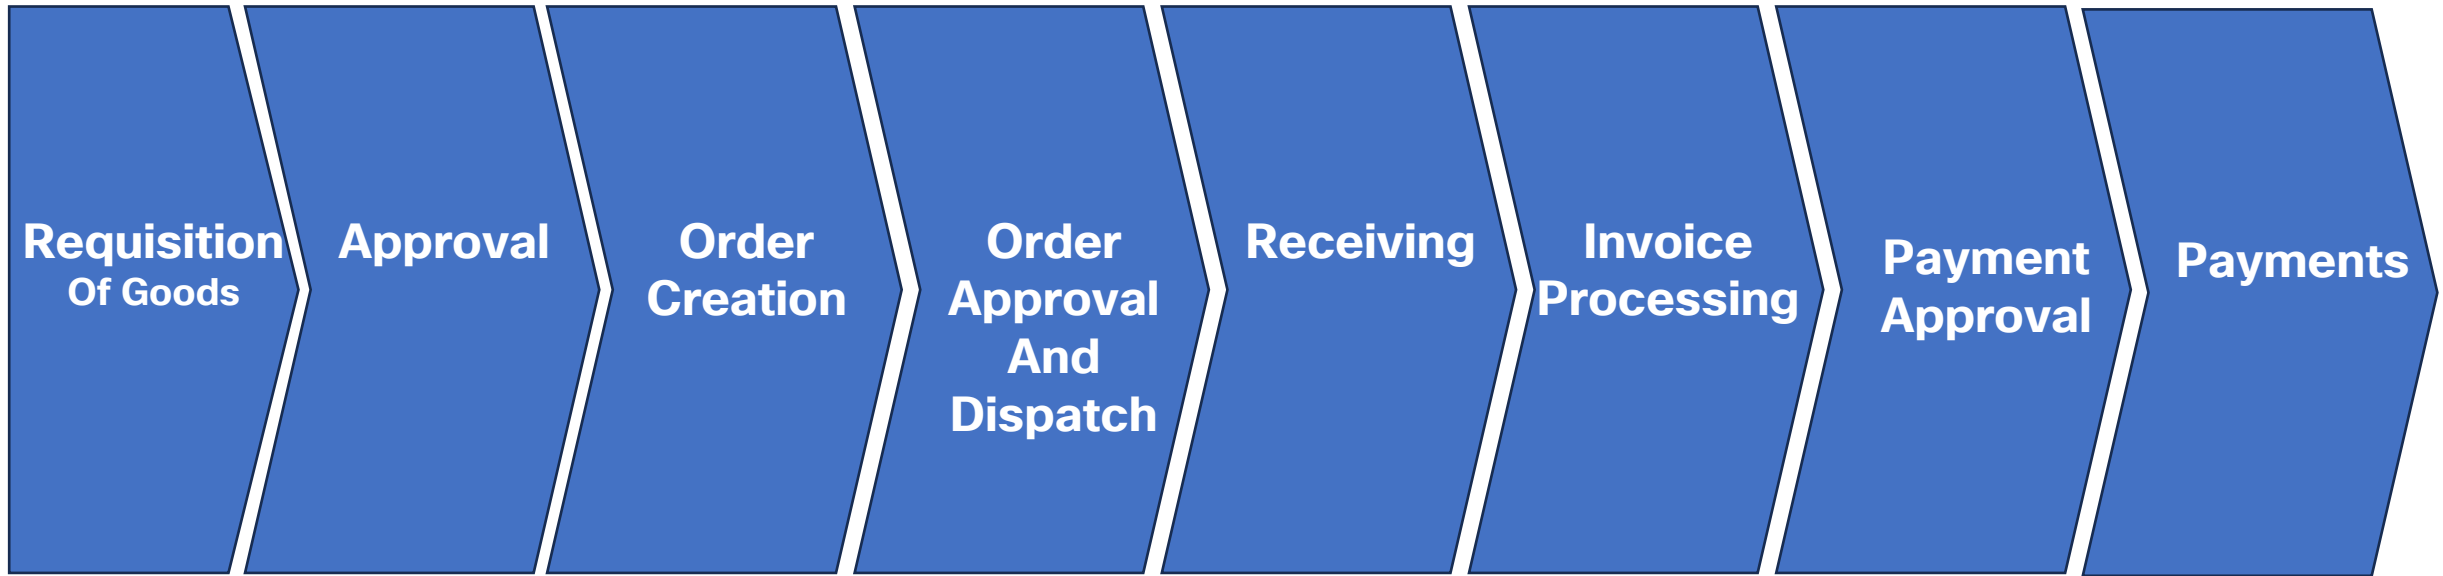 Requisition
Of Goods
Approval
Order
Creation
Order
Approval
And
Dispatch
Receiving
Invoice
Processing
Payment
Approval
Payments